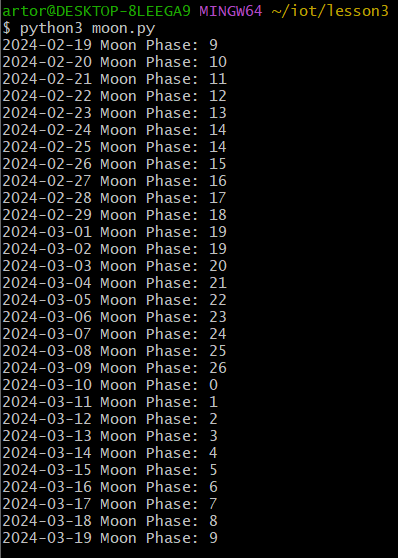 artor@DESKTOP-8LEEGA9 MINGW64 ~/iot/lesson3
$ python3 moon.py
2024-02-19 Moon Phase: 9
2024-02-20 Moon Phase: 10
2024-02-21 Moon Phase: 11
2024-02-22 Moon Phase: 12
2024-02-23 Moon Phase: 13
2024-02-24 Moon Phase: 14
2024-02-25 Moon Phase: 14
2024-02-26 Moon Phase: 15
2024-02-27 Moon Phase: 16
2024-02-28 Moon Phase: 17
2024-02-29 Moon Phase: 18
2024-03-01 Moon Phase: 19
2024-03-02 Moon Phase: 19
2024-03-03 Moon Phase: 20
2024-03-04 Moon Phase: 21
2024-03-05 Moon Phase: 22
2024-03-06 Moon Phase: 23
2024-03-07 Moon Phase: 24
2024-03-08 Moon Phase: 25
2024-03-09 Moon Phase: 26
2024-03-10 Moon Phase: 0
2024-03-11 Moon Phase: 1
2024-03-12 Moon Phase: 2
2024-03-13 Moon Phase: 3
2024-03-14 Moon Phase: 4
2024-03-15 Moon Phase: 5
2024-03-16 Moon Phase: 6
2024-03-17 Moon Phase: 7
2024-03-18 Moon Phase: 8
2024-03-19 Moon Phase: 9